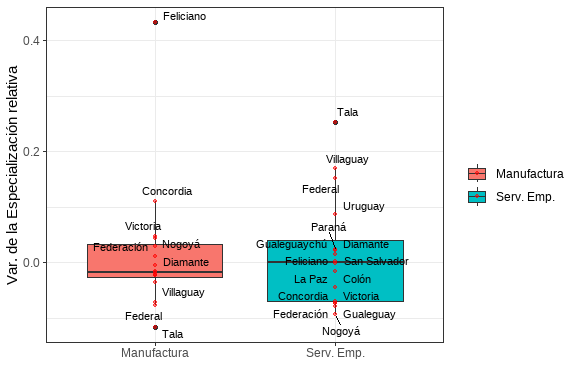 Var. de la Especialización relativa
0.4
0.2
0.0
Feliciano
Concordia
Victoria
Federación
Nogoyá
Diamante
Villaguay
Federal
Tala
Tala
Villaguay
Federal
Uruguay
Paraná
Gualeguaychú
Diamante
Feliciano
San Salvador
La Paz
Colón
Concordia
Victoria
Federación
Gualeguay
Nogoyá
Manufactura
Serv. Emp.
Manufactura
Serv. Emp.